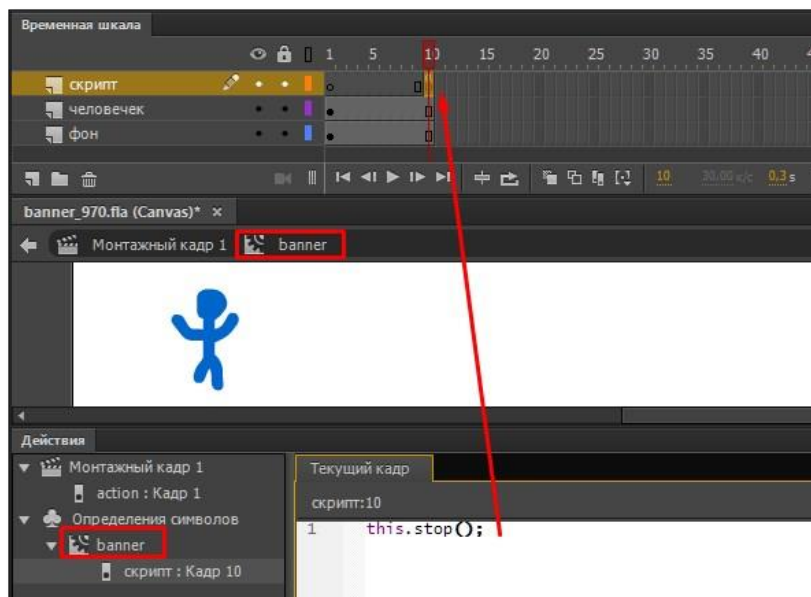 Временная шкала
1 5 10 15 20 25 30 35 40
скрипт
человечек
фон
10 30,00 к/с 0,3 s
banner_970.fla (Canvas)* ×
Монтажный кадр 1 banner
Действия
Монтажный кадр 1
action : Кадр 1
Определения символов
banner
скрипт : Кадр 10
Текущий кадр
скрипт:10
1 this.stop();